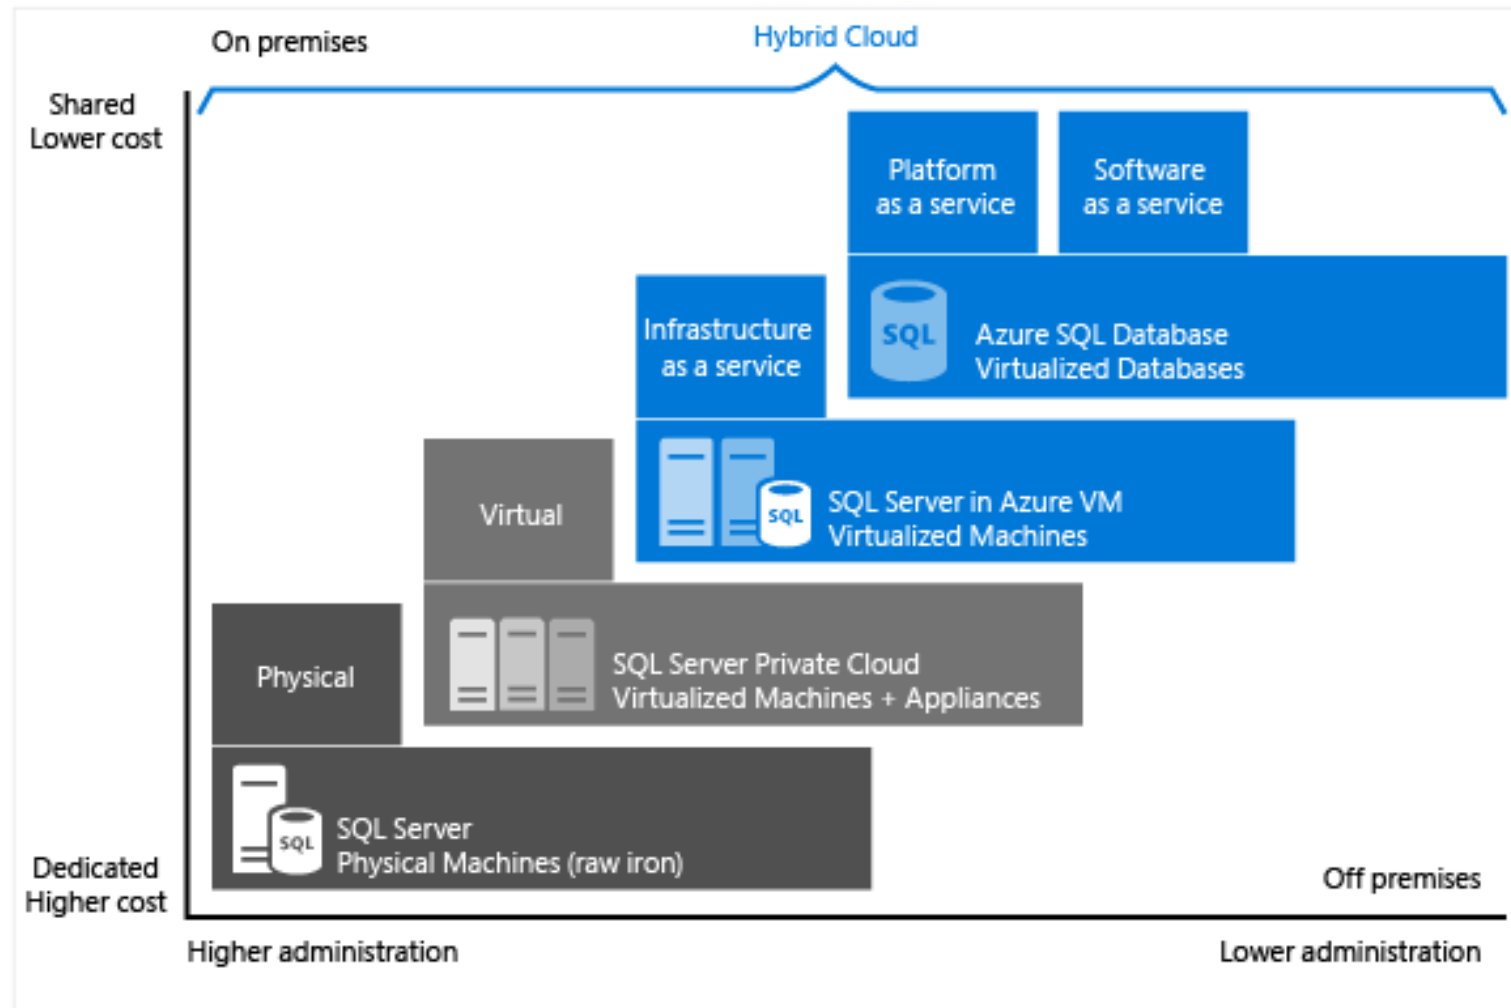 On premises
Hybrid Cloud
Shared
Lower cost
Platform
as a service
Software
as a service
Infrastructure
as a service
SQL
Azure SQL Database
Virtualized Databases
Virtual
SQL
SQL Server in Azure VM
Virtualized Machines
Physical
SQL Server Private Cloud
Virtualized Machines + Appliances
SQL
SQL Server
Physical Machines (raw iron)
Dedicated
Higher cost
Off premises
Higher administration
Lower administration